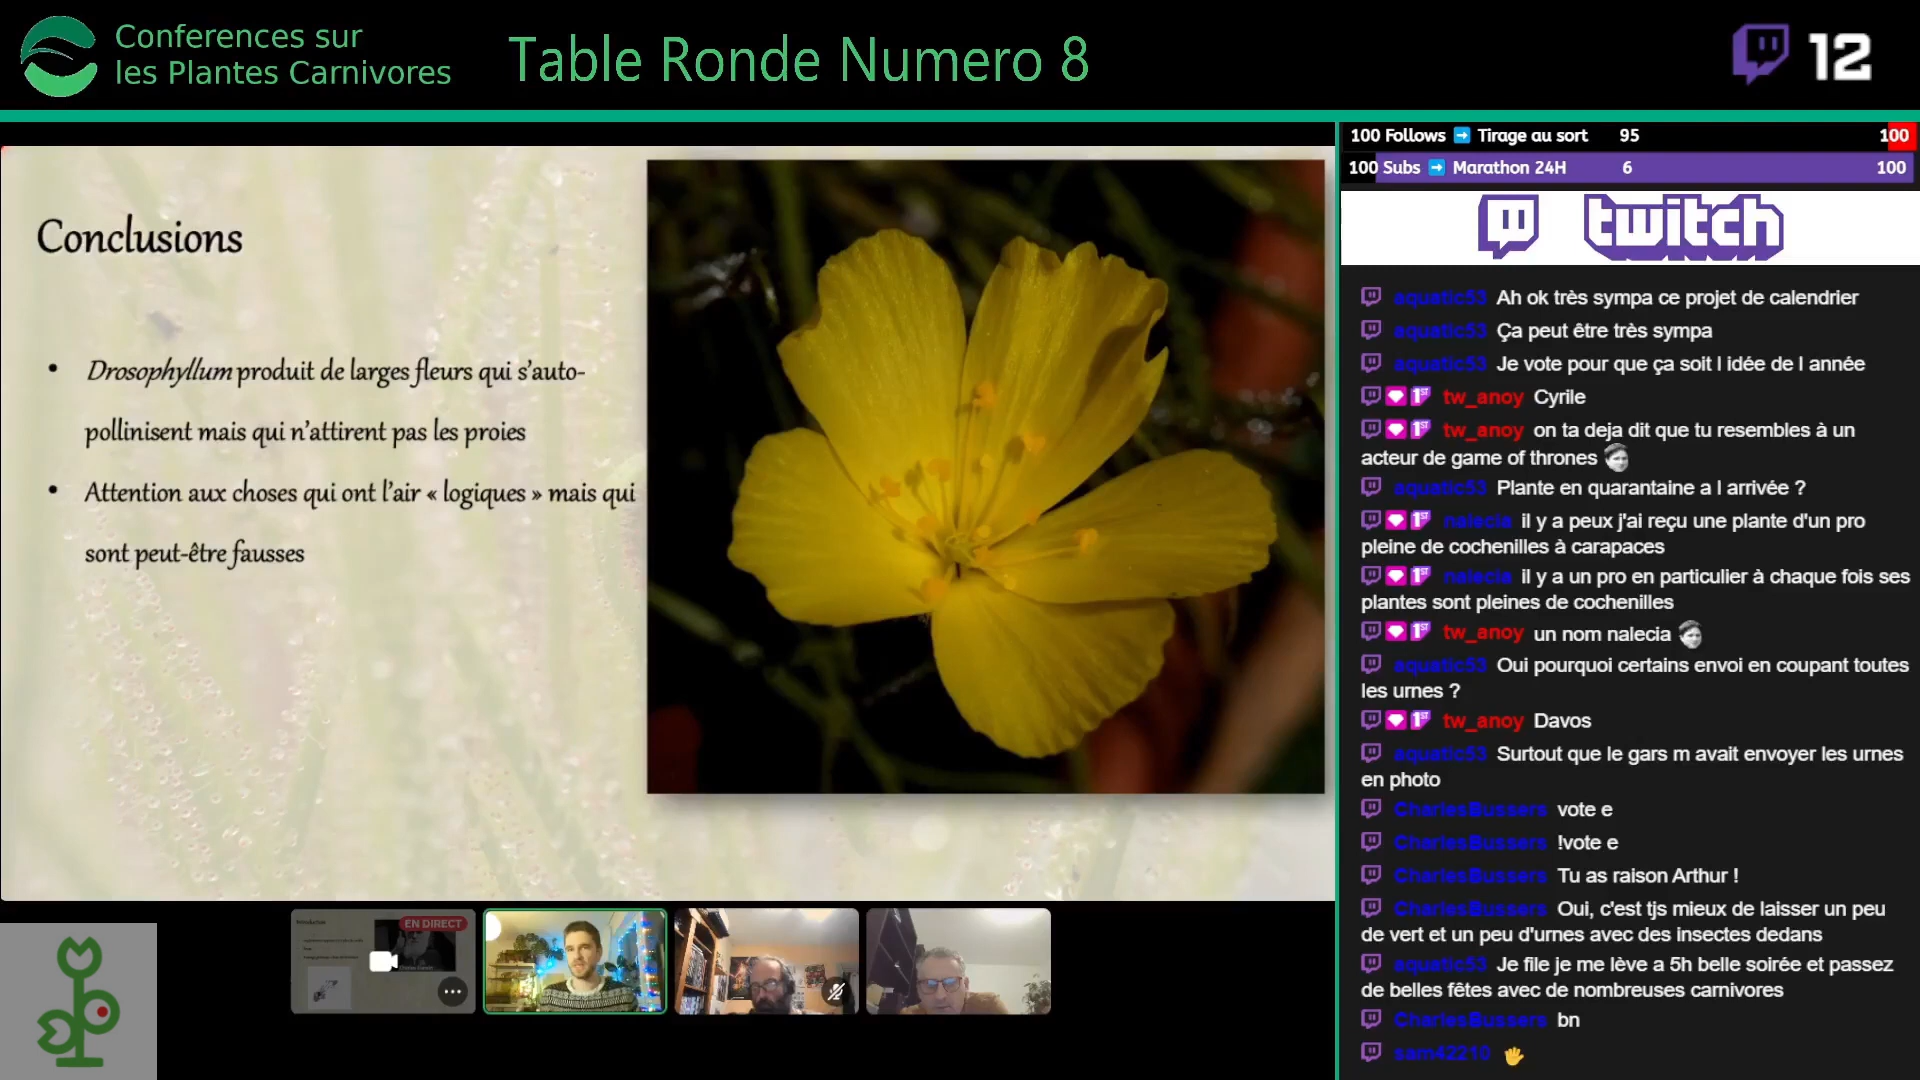 Conferences sur
les Plantes Carnivores
Table Ronde Numero 8
12
100 Follows ➡ Tirage au sort 95 100
100 Subs ➡ Marathon 24H 6 100
twitch
Conclusions
• Drosophyllum produit de larges fleurs qui s’auto-
pollinisent mais qui n’attirent pas les proies
• Attention aux choses qui ont l’air « logiques » mais qui
sont peut-être fausses
aquatic53 Ah ok très sympa ce projet de calendrier
aquatic53 Ça peut être très sympa
aquatic53 Je vote pour que ça soit l idée de l année
1ST tw_anoy Cyrile
1ST tw_anoy on ta deja dit que tu resembles à un
acteur de game of thrones
aquatic53 Plante en quarantaine a l arrivée ?
1ST nalecia il y a peux j'ai reçu une plante d'un pro
pleine de cochenilles à carapaces
1ST nalecia il y a un pro en particulier à chaque fois ses
plantes sont pleines de cochenilles
1ST tw_anoy un nom nalecia
aquatic53 Oui pourquoi certains envoi en coupant toutes
les urnes ?
1ST tw_anoy Davos
aquatic53 Surtout que le gars m avait envoyer les urnes
en photo
CharlesBussers vote e
CharlesBussers !vote e
CharlesBussers Tu as raison Arthur !
CharlesBussers Oui, c'est tjs mieux de laisser un peu
de vert et un peu d'urnes avec des insectes dedans
aquatic53 Je file je me lève a 5h belle soirée et passez
de belles fêtes avec de nombreuses carnivores
CharlesBussers bn
sam42210 🖐
Introduction
EN DIRECT